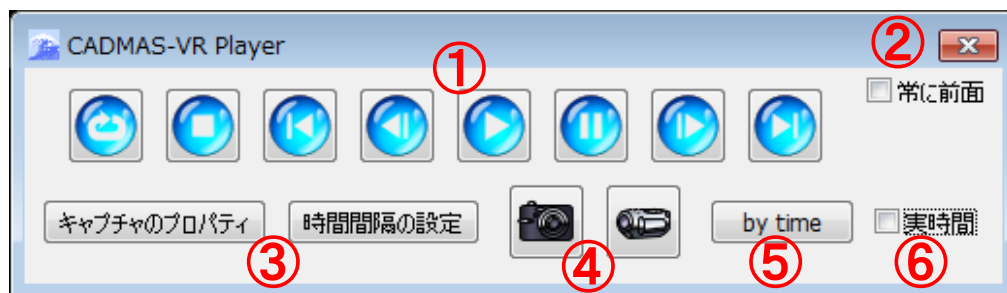 CADMAS-VR Player
②
①
常に前面
キャプチャのプロパティ 時間間隔の設定 by time 実時間
③ ④ ⑤ ⑥